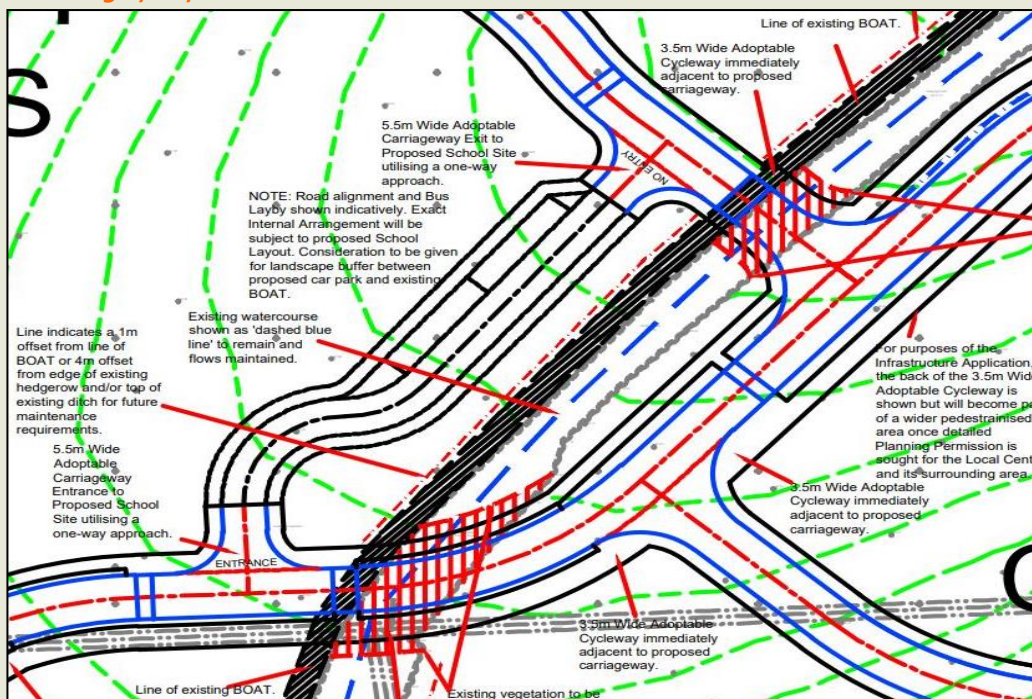 Line of existing BOAT.
3.5m Wide Adoptable
Cycleway immediately
adjacent to proposed
carriageway.
5.5m Wide Adoptable
Carriageway Exit to
Proposed School Site
utilising a one-way
approach.
NO ENTRY
NOTE: Road alignment and Bus
Layby shown indicatively. Exact
Internal Arrangement will be
subject to proposed School
Layout. Consideration to be given
for landscape buffer between
proposed car park and existing
BOAT.
Existing watercourse
shown as 'dashed blue
line' to remain and
flows maintained.
Line indicates a 1m
offset from line of
BOAT or 4m offset
from edge of existing
hedgerow and/or top of
existing ditch for future
maintenance
requirements.
5.5m Wide
Adoptable
Carriageway
Entrance to
Proposed School
Site utilising a
one-way approach.
ENTRANCE
For purposes of the
Infrastructure Application,
the back of the 3.5m Wid
Adoptable Cycleway is
shown but will become pa
of a wider pedestrainised
area once detailed
Planning Permission is
sought for the Local Cent
and its surrounding area.
3.5m Wide Adoptable
Cycleway immediately
adjacent to proposed
carriageway.
3.5m Wide Adoptable
Cycleway immediately
adjacent to proposed
carriageway.
Line of existing BOAT.
Existing vegetation to be